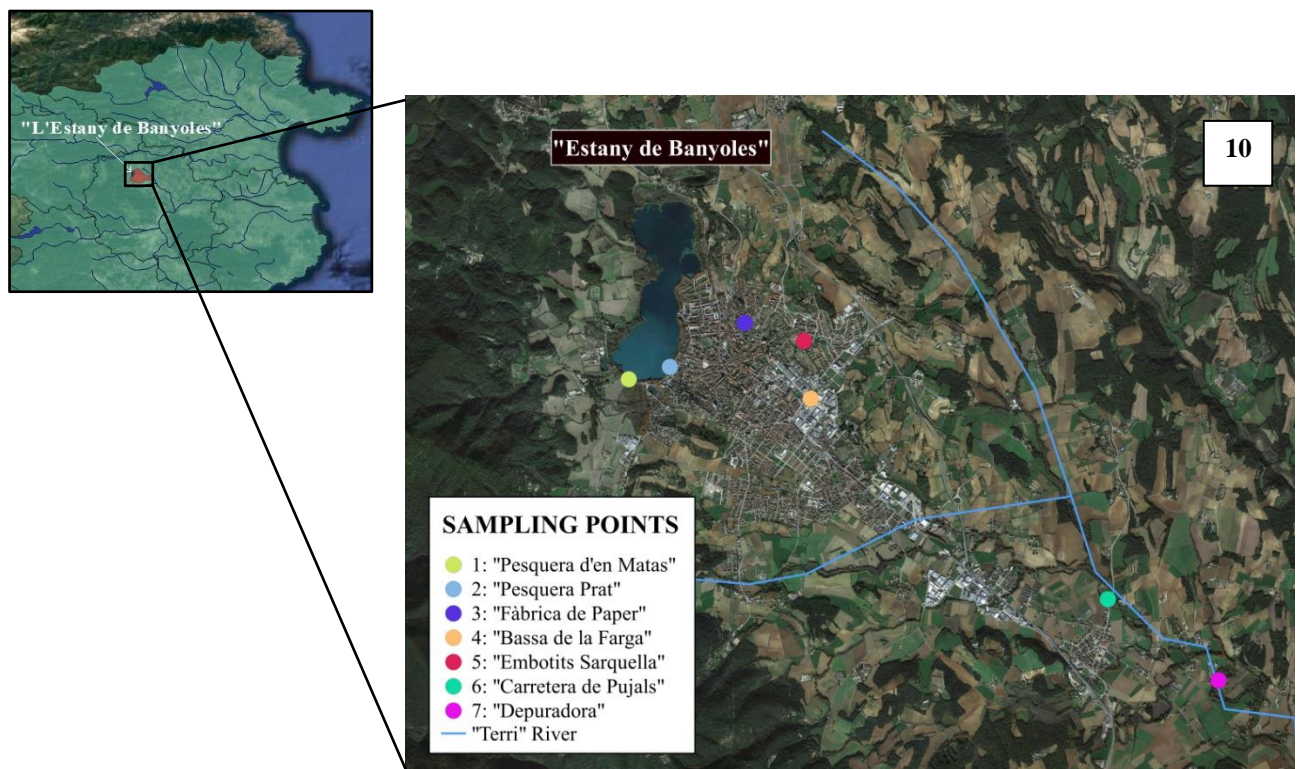 "L'Estany de Banyoles"
"Estany de Banyoles"
10
SAMPLING POINTS
1: "Pesquera d'en Matas"
2: "Pesquera Prat"
3: "Fàbrica de Paper"
4: "Bassa de la Farga"
5: "Embotits Sarquella"
6: "Carretera de Pujals"
7: "Depuradora"
"Terri" River